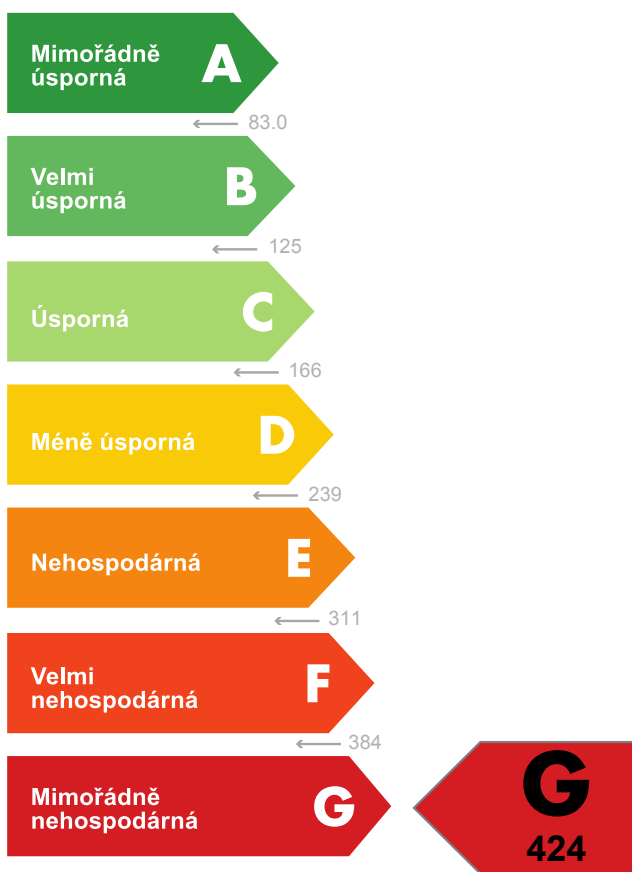 Mimořádně
úsporná
A
83.0
Velmi
úsporná
B
125
Úsporná
C
166
Méně úsporná
D
239
Nehospodárná
E
311
Velmi
nehospodárná
F
384
Mimořádně
nehospodárná
G
G
424